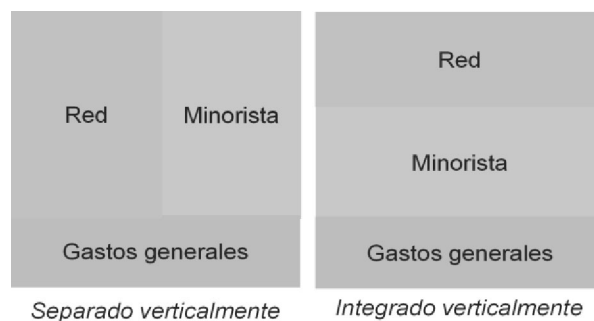 Red
Minorista
Gastos generales
Separado verticalmente
Red
Minorista
Gastos generales
Integrado verticalmente